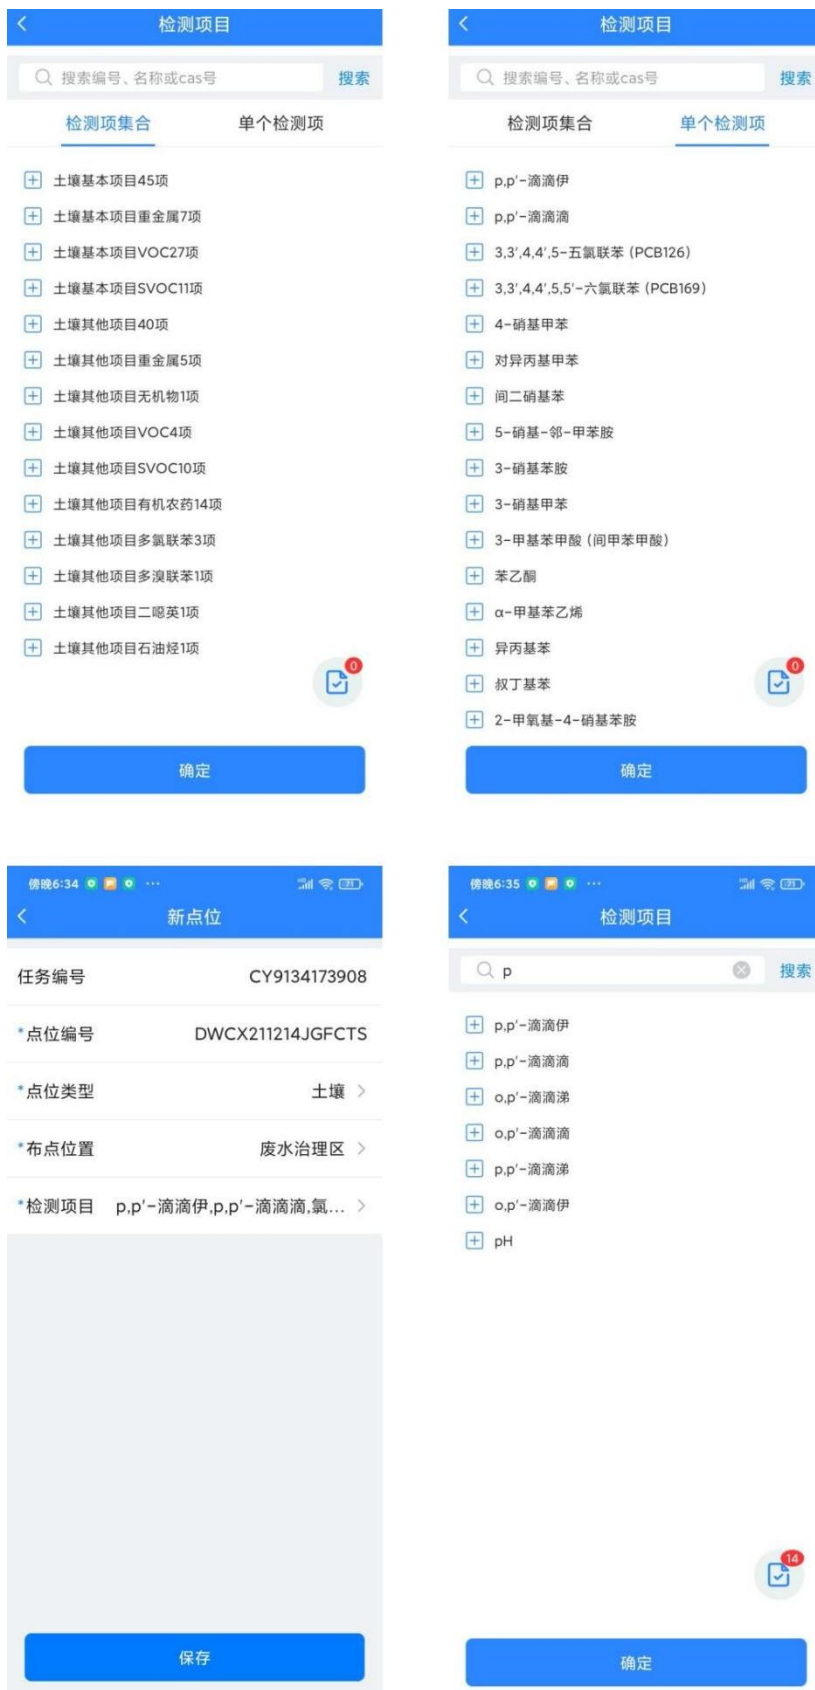 检测项目
搜索编号、名称或cas号 搜索
检测项集合 单个检测项
土壤基本项目45项
土壤基本项目重金属7项
土壤基本项目VOC27项
土壤基本项目SVOC11项
土壤其他项目40项
土壤其他项目重金属5项
土壤其他项目无机物1项
土壤其他项目VOC4项
土壤其他项目SVOC10项
土壤其他项目有机农药14项
土壤其他项目多氯联苯3项
土壤其他项目多溴联苯1项
土壤其他项目二噁英1项
土壤其他项目石油烃1项
0
确定
检测项目
搜索编号、名称或cas号 搜索
检测项集合 单个检测项
p,p'-滴滴伊
p,p'-滴滴滴
3,3',4,4',5-五氯联苯 (PCB126)
3,3',4,4',5,5'-六氯联苯 (PCB169)
4-硝基甲苯
对异丙基甲苯
间二硝基苯
5-硝基-邻-甲苯胺
3-硝基苯胺
3-硝基甲苯
3-甲基苯甲酸 (间甲苯甲酸)
苯乙酮
α-甲基苯乙烯
异丙基苯
叔丁基苯
2-甲氧基-4-硝基苯胺
0
确定
傍晚6:34 ··· 71
新点位
任务编号 CY9134173908
*点位编号 DWCX211214JGFCTS
*点位类型 土壤
*布点位置 废水治理区
*检测项目 p,p'-滴滴伊,p,p'-滴滴滴,氯...
保存
傍晚6:35 ··· 71
检测项目
p 搜索
p,p'-滴滴伊
p,p'-滴滴滴
o,p'-滴滴涕
o,p'-滴滴滴
p,p'-滴滴涕
o,p'-滴滴伊
pH
14
确定